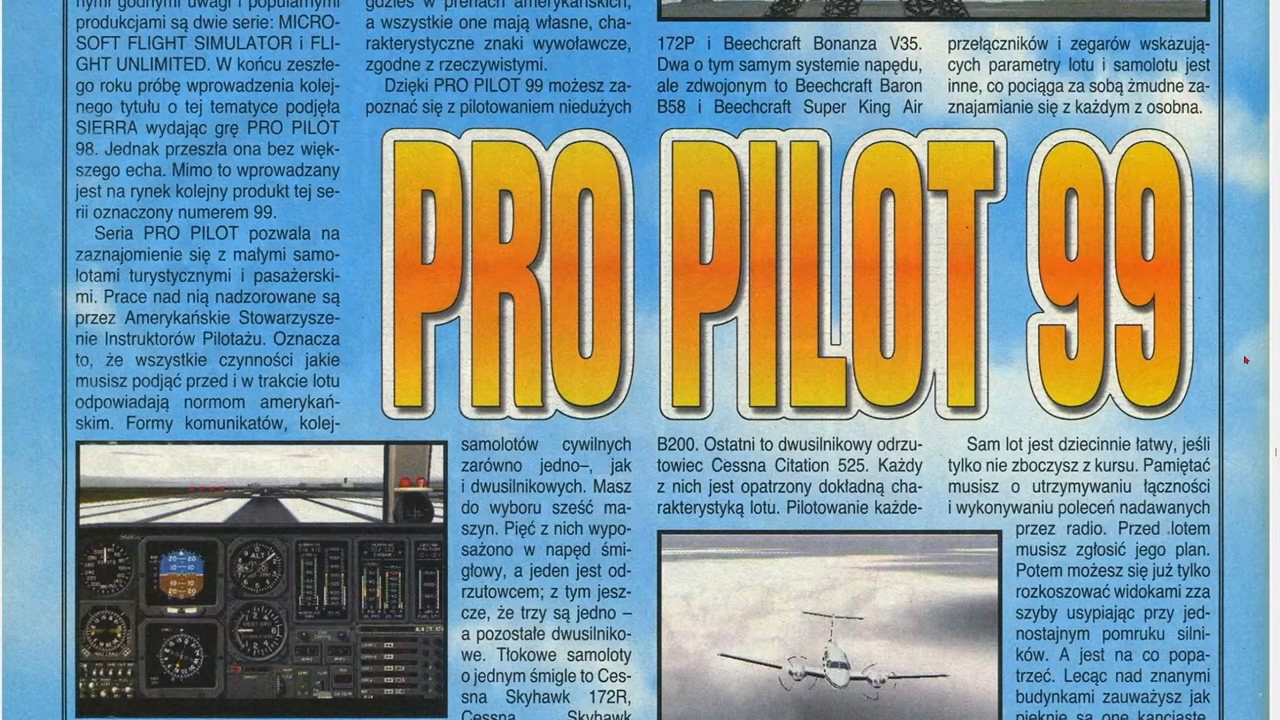 nymi godnymi uwagi i popularnymi
produkcjami są dwie serie: MICRO-
SOFT FLIGHT SIMULATOR i FLI-
GHT UNLIMITED. W końcu zeszłe-
go roku próbę wprowadzenia kolej-
nego tytułu o tej tematyce podjęła
SIERRA wydając grę PRO PILOT
98. Jednak przeszła ona bez więk-
szego echa. Mimo to wprowadzany
jest na rynek kolejny produkt tej se-
rii oznaczony numerem 99.
Seria PRO PILOT pozwala na
zaznajomienie się z małymi samo-
lotami turystycznymi i pasażerski-
mi. Prace nad nią nadzorowane są
przez Amerykańskie Stowarzysze-
nie Instruktorów Pilotażu. Oznacza
to, że wszystkie czynności jakie
musisz podjąć przed i w trakcie lotu
odpowiadają normom amerykań-
skim. Formy komunikatów, kolej-
gdzieś w prenach amerykańskich,
a wszystkie one mają własne, cha-
rakterystyczne znaki wywoławcze,
zgodne z rzeczywistymi.
Dzięki PRO PILOT 99 możesz za-
poznać się z pilotowaniem niedużych
PRO PILOT 99
samolotów cywilnych
zarówno jedno–, jak
i dwusilnikowych. Masz
do wyboru sześć ma-
szyn. Pięć z nich wypo-
sażono w napęd śmi-
głowy, a jeden jest od-
rzutowcem; z tym jesz-
cze, że trzy są jedno –
a pozostałe dwusilniko-
we. Tłokowe samoloty
o jednym śmigle to Ces-
sna Skyhawk 172R,
Cessna Skyhawk
172P i Beechcraft Bonanza V35.
Dwa o tym samym systemie napędu,
ale zdwojonym to Beechcraft Baron
B58 i Beechcraft Super King Air
B200. Ostatni to dwusilnikowy odrzu-
towiec Cessna Citation 525. Każdy
z nich jest opatrzony dokładną cha-
rakterystyką lotu. Pilotowanie każde-
przełączników i zegarów wskazują-
cych parametry lotu i samolotu jest
inne, co pociąga za sobą żmudne za-
znajamianie się z każdym z osobna.
Sam lot jest dziecinnie łatwy, jeśli
tylko nie zboczysz z kursu. Pamiętać
musisz o utrzymywaniu łączności
i wykonywaniu poleceń nadawanych
przez radio. Przed lotem
musisz zgłosić jego plan.
Potem możesz się już tylko
rozkoszować widokami zza
szyby usypiając przy jed-
nostajnym pomruku silni-
ków. A jest na co popa-
trzeć. Lecąc nad znanymi
budynkami zauważysz jak
pięknie są one kanciaste.